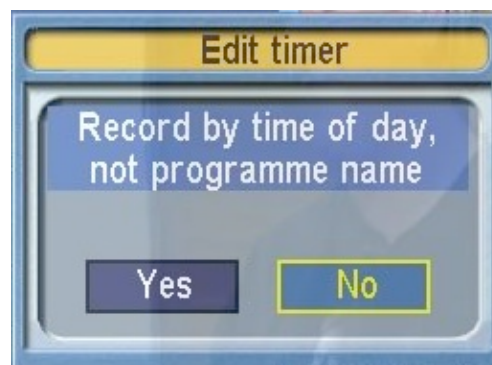 Edit timer
Record by time of day,
not programme name
Yes No